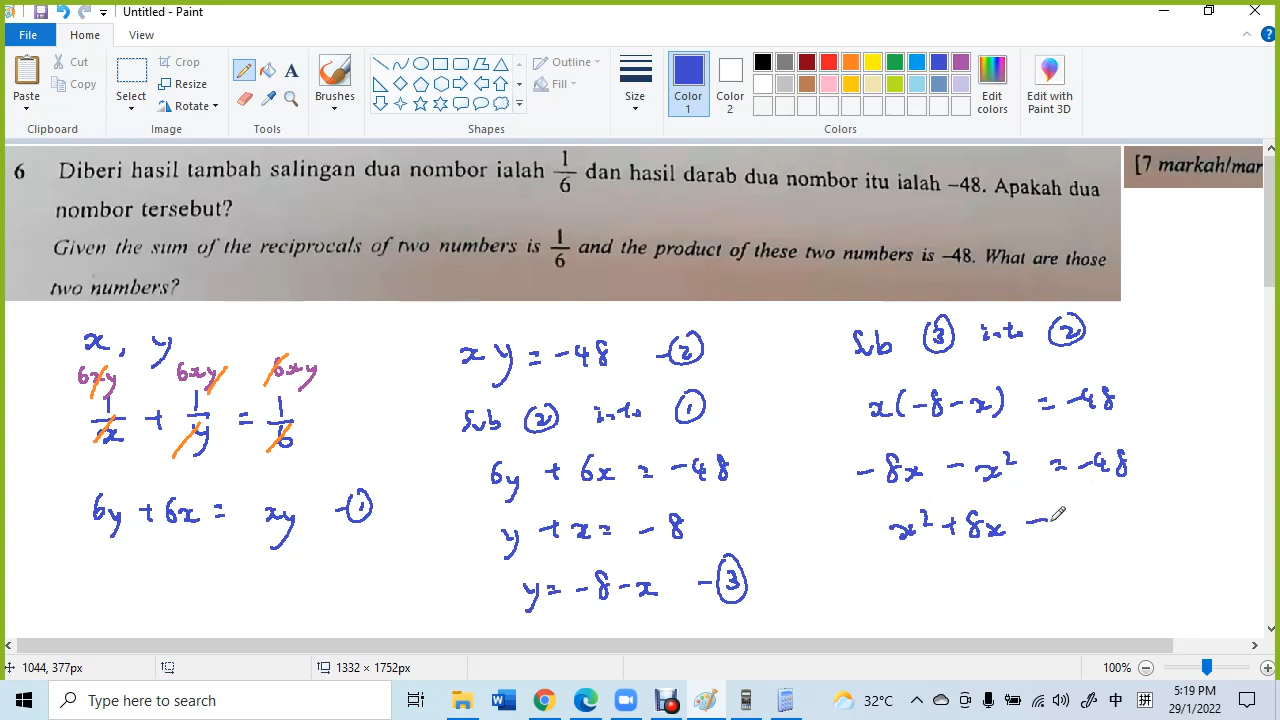 Untitled - Paint
File Home View
Paste
Cut
Copy
Clipboard
Select
Crop
Resize
Rotate
Image
Tools
Brushes
Outline
Fill
Shapes
Size
Color 1
Color 2
Edit colors
Colors
Edit with Paint 3D
6 Diberi hasil tambah salingan dua nombor ialah 1/6 dan hasil darab dua nombor itu ialah –48. Apakah dua
nombor tersebut?
Given the sum of the reciprocals of two numbers is 1/6 and the product of these two numbers is –48. What are those
two numbers?
[7 markah/mar
x, y
6xy 6xy 6xy
1/x + 1/y = 1/6
6y + 6x = xy -①
xy = -48 -②
Sub ② into ①
6y + 6x = -48
y + x = -8
y = -8 - x -③
Sub ③ into ②
x(-8-x) = -48
-8x - x² = -48
x² + 8x -
1044, 377px
1332 × 1752px
100%
Type here to search
32°C
中
拼
5:19 PM
29/1/2022